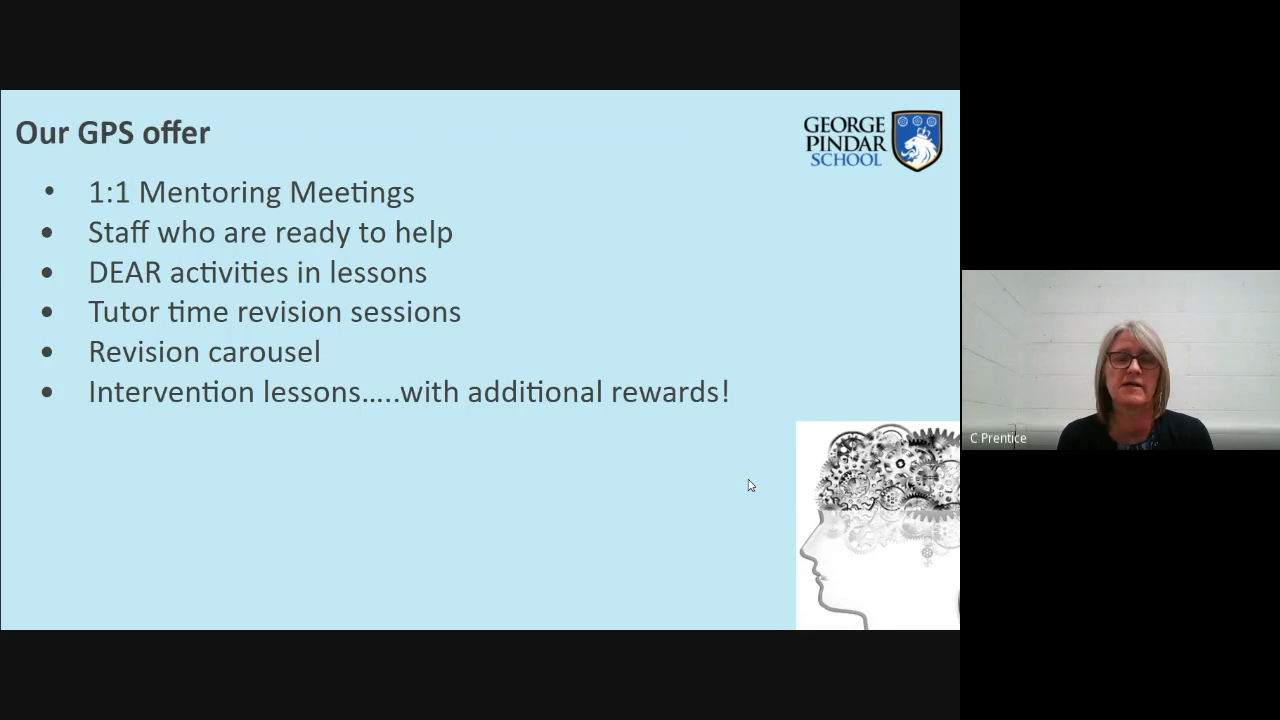 Our GPS offer
GEORGE
PINDAR
SCHOOL
• 1:1 Mentoring Meetings
• Staff who are ready to help
• DEAR activities in lessons
• Tutor time revision sessions
• Revision carousel
• Intervention lessons.....with additional rewards!
C Prentice